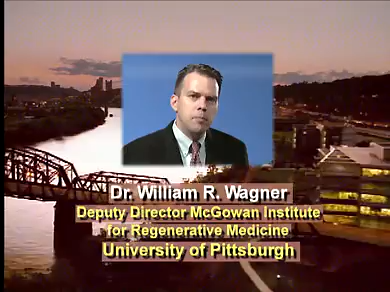 Dr. William R. Wagner
Deputy Director McGowan Institute
for Regenerative Medicine
University of Pittsburgh